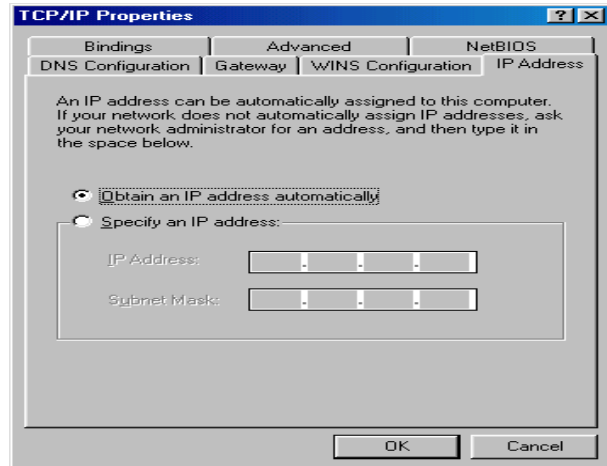 TCP/IP Properties
Bindings Advanced NetBIOS
DNS Configuration Gateway WINS Configuration IP Address
An IP address can be automatically assigned to this computer.
If your network does not automatically assign IP addresses, ask
your network administrator for an address, and then type it in
the space below.
Obtain an IP address automatically
Specify an IP address:
IP Address:
. . .
Subnet Mask:
. . .
OK Cancel